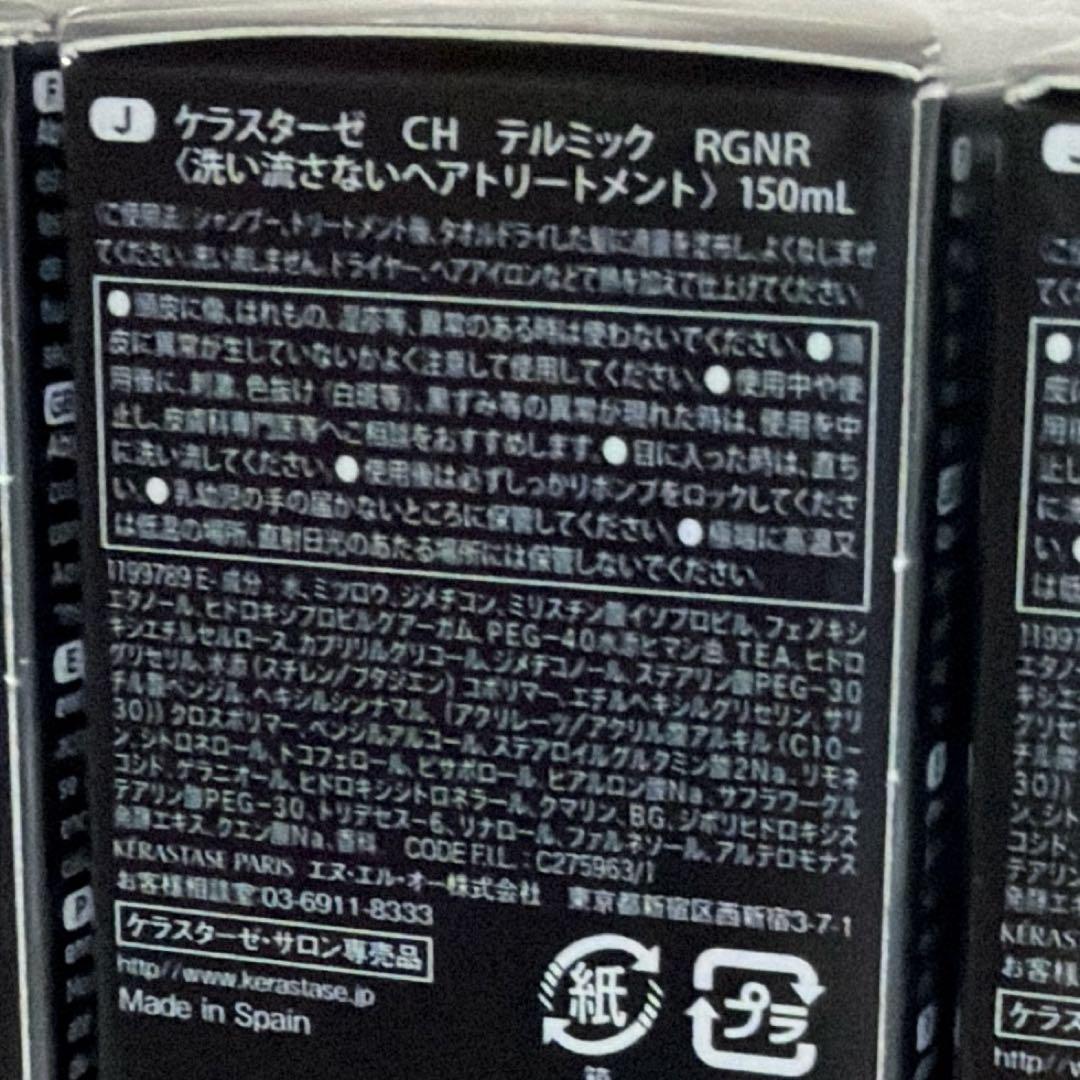 J ケラスターゼ CH テルミック RGNR
〈洗い流さないヘアトリートメント〉 150mL
ご使用法:シャンプー、トリートメント後、タオルドライした髪に適量を塗布し、よくなじませ
てください。洗い流しません。ドライヤー、ヘアアイロンなどで熱を加えて仕上げてください。
●頭皮に傷、はれもの、湿疹等、異常のある時は使わないでください。●頭
皮に異常が生じていないかよく注意して使用してください。●使用中や使
用後に、刺激、色抜け(白斑等)、黒ずみ等の異常が現れた時は、使用を中
止し、皮膚科専門医等へご相談をおすすめします。●目に入った時は、直ち
に洗い流してください。●使用後は必ずしっかりポンプをロックしてくださ
い。●乳幼児の手の届かないところに保管してください。●極端に高温又
は低温の場所、直射日光のあたる場所には保管しないでください。
1199789 E- 成分:水、ミツロウ、ジメチコン、ミリスチン酸イソプロピル、フェノキシ
エタノール、ヒドロキシプロピルグアーガム、PEG-40水添ヒマシ油、TEA、ヒドロ
キシエチルセルロース、カプリリルグリコール、ジメチコノール、ステアリン酸PEG-30
グリセリル、水添(スチレン/ブタジエン)コポリマー、エチルヘキシルグリセリン、サリ
チル酸ベンジル、ヘキシルシンナマル、(アクリレーツ/アクリル酸アルキル(C10-
30))クロスポリマー、ベンジルアルコール、ステアロイルグルタミン酸2Na、リモネ
ン、シトロネロール、トコフェロール、ビサボロール、ヒアルロン酸Na、サフラワーグル
コシド、ゲラニオール、ヒドロキシシトロネラール、クマリン、BG、ジポリヒドロキシス
テアリン酸PEG-30、トリデセス-6、リナロール、ファルネソール、アルテロモナス
発酵エキス、クエン酸Na、香料 CODE F.I.L. : C275963/1
KÉRASTASE PARIS エヌ・エル・オー株式会社 東京都新宿区西新宿3-7-1
お客様相談室 03-6911-8333
ケラスターゼ・サロン専売品
http://www.kerastase.jp
Made in Spain
紙
プラ
箱